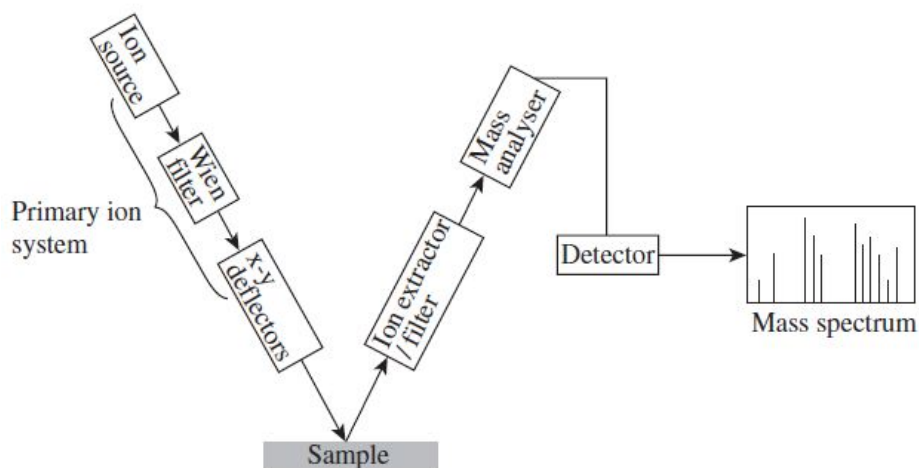 Ion
source
Wien
filter
Primary ion
system
x-y
deflectors
Sample
Ion extractor
/ filter
Mass
analyser
Detector
Mass spectrum